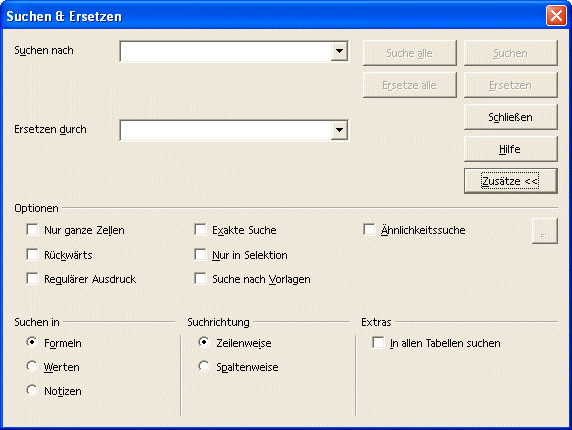 Suchen & Ersetzen
Suchen nach
Suche alle
Suchen
Ersetze alle
Ersetzen
Schließen
Ersetzen durch
Hilfe
Zusätze <<
Optionen
Nur ganze Zellen
Exakte Suche
Ähnlichkeitssuche
..
Rückwärts
Nur in Selektion
Regulärer Ausdruck
Suche nach Vorlagen
Suchen in
Suchrichtung
Extras
Formeln
Zeilenweise
In allen Tabellen suchen
Werten
Spaltenweise
Notizen